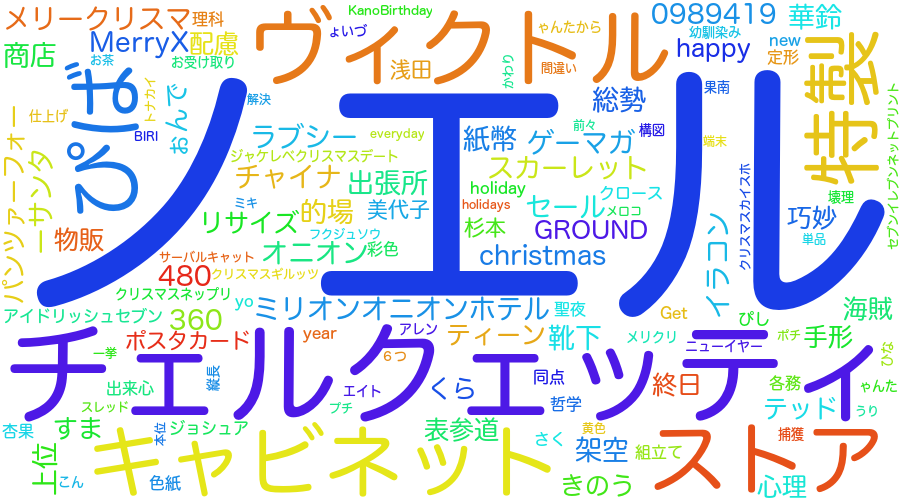 メリークリスマ
理科
KanoBirthday
ゃんたから
0989419
華鈴
商店
MerryX
配慮
ょいづ
ヴィクトル
幼馴染み
happy
new
定形
お茶
お受け取り
浅田
かわり
間違い
果南
特製
仕上げ
トナカイ
ぴば
おんで
解決
総勢
BIRI
ラブシー
everyday
紙幣
前々
構図
ゲーマガ
端末
セブンイレブンネットプリント
パンツァーフォー
ーサンタ
ジャケレペクリスマスデート
チャイナ
出張所
スカーレット
holiday
クロース
クリスマスカイスホ
壊理
ミキ
美代子
holidays
セール
メロコ
巧妙
物販
リサイズ
的場
フクジュソウ
杉本
GROUND
単品
オニオン
彩色
christmas
イラコン
サーバルキャット
480
クリスマスギルッツ
ノエル
クリスマスネップリ
yo
ミリオンオニオンホテル
聖夜
Get
海賊
アイドリッシュセブン
360
ぴし
ポスタカード
year
アレン
ティーン
靴下
メリクリ
ポチ
手形
ニューイヤー
一挙
6つ
チェルクェッティ
ひな
出来心
縦長
エイト
くら
同点
終日
各務
ゃんた
スレッド
プチ
哲学
テッド
うり
杏果
すま
本位
ジョシュア
表参道
さく
黄色
捕獲
架空
組立て
上位
キャビネット
ストア
こん
色紙
きのう
心理